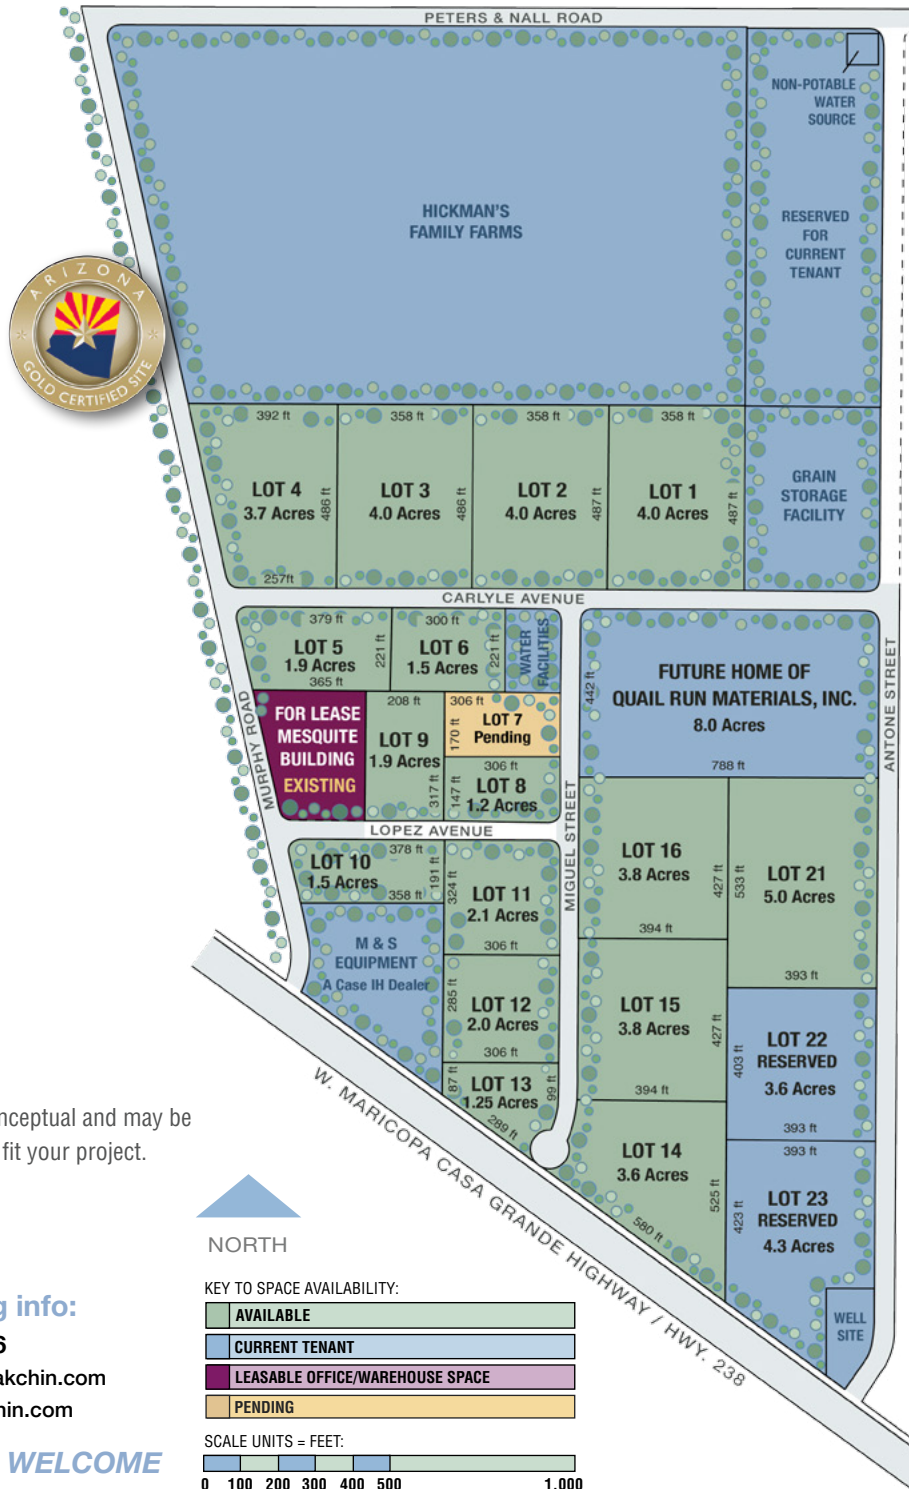 PETERS & NALL ROAD
NON-POTABLE
WATER
SOURCE
HICKMAN'S
FAMILY FARMS
RESERVED
FOR
CURRENT
TENANT
ARIZONA
GOLD CERTIFIED SITE
392 ft
358 ft
358 ft
358 ft
LOT 4
3.7 Acres
486 ft
LOT 3
4.0 Acres
486 ft
LOT 2
4.0 Acres
487 ft
LOT 1
4.0 Acres
487 ft
GRAIN
STORAGE
FACILITY
257ft
CARLYLE AVENUE
379 ft
LOT 5
1.9 Acres
365 ft
221 ft
300 ft
LOT 6
1.5 Acres
221 ft
WATER
FACILITIES
442 ft
FUTURE HOME OF
QUAIL RUN MATERIALS, INC.
8.0 Acres
788 ft
ANTONE STREET
MURPHY ROAD
FOR LEASE
MESQUITE
BUILDING
EXISTING
208 ft
LOT 9
1.9 Acres
317 ft
306 ft
170 ft
LOT 7
Pending
306 ft
LOT 8
1.2 Acres
147 ft
MIGUEL STREET
LOPEZ AVENUE
378 ft
LOT 10
1.5 Acres
358 ft
191 ft
324 ft
LOT 11
2.1 Acres
306 ft
LOT 16
3.8 Acres
427 ft
394 ft
533 ft
LOT 21
5.0 Acres
393 ft
M & S
EQUIPMENT
A Case IH Dealer
285 ft
LOT 12
2.0 Acres
306 ft
LOT 15
3.8 Acres
427 ft
394 ft
LOT 22
RESERVED
3.6 Acres
403 ft
393 ft
87 ft
LOT 13
1.25 Acres
99 ft
289 ft
LOT 14
3.6 Acres
525 ft
580 ft
393 ft
LOT 23
RESERVED
4.3 Acres
423 ft
WELL
SITE
W. MARICOPA CASA GRANDE HIGHWAY / HWY. 238
nceptual and may be
fit your project.
NORTH
g info:
6
akchin.com
hin.com
WELCOME
KEY TO SPACE AVAILABILITY:
AVAILABLE
CURRENT TENANT
LEASABLE OFFICE/WAREHOUSE SPACE
PENDING
SCALE UNITS = FEET:
0 100 200 300 400 500 1,000